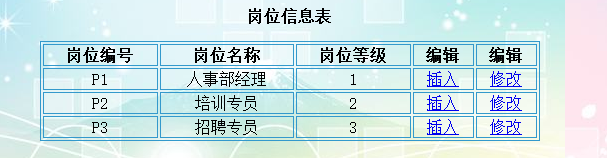 岗位信息表
岗位编号 岗位名称 岗位等级 编辑 编辑
P1 人事部经理 1 插入 修改
P2 培训专员 2 插入 修改
P3 招聘专员 3 插入 修改